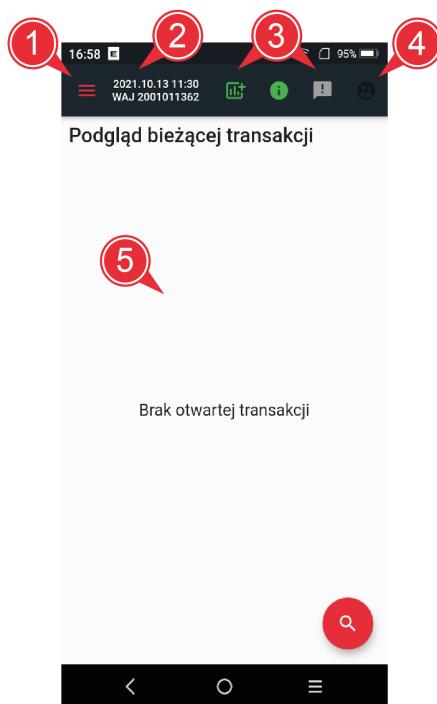 1
2
3
4
16:58 E 95%
2021.10.13 11:30
WAJ 2001011362
Podgląd bieżącej transakcji
5
Brak otwartej transakcji